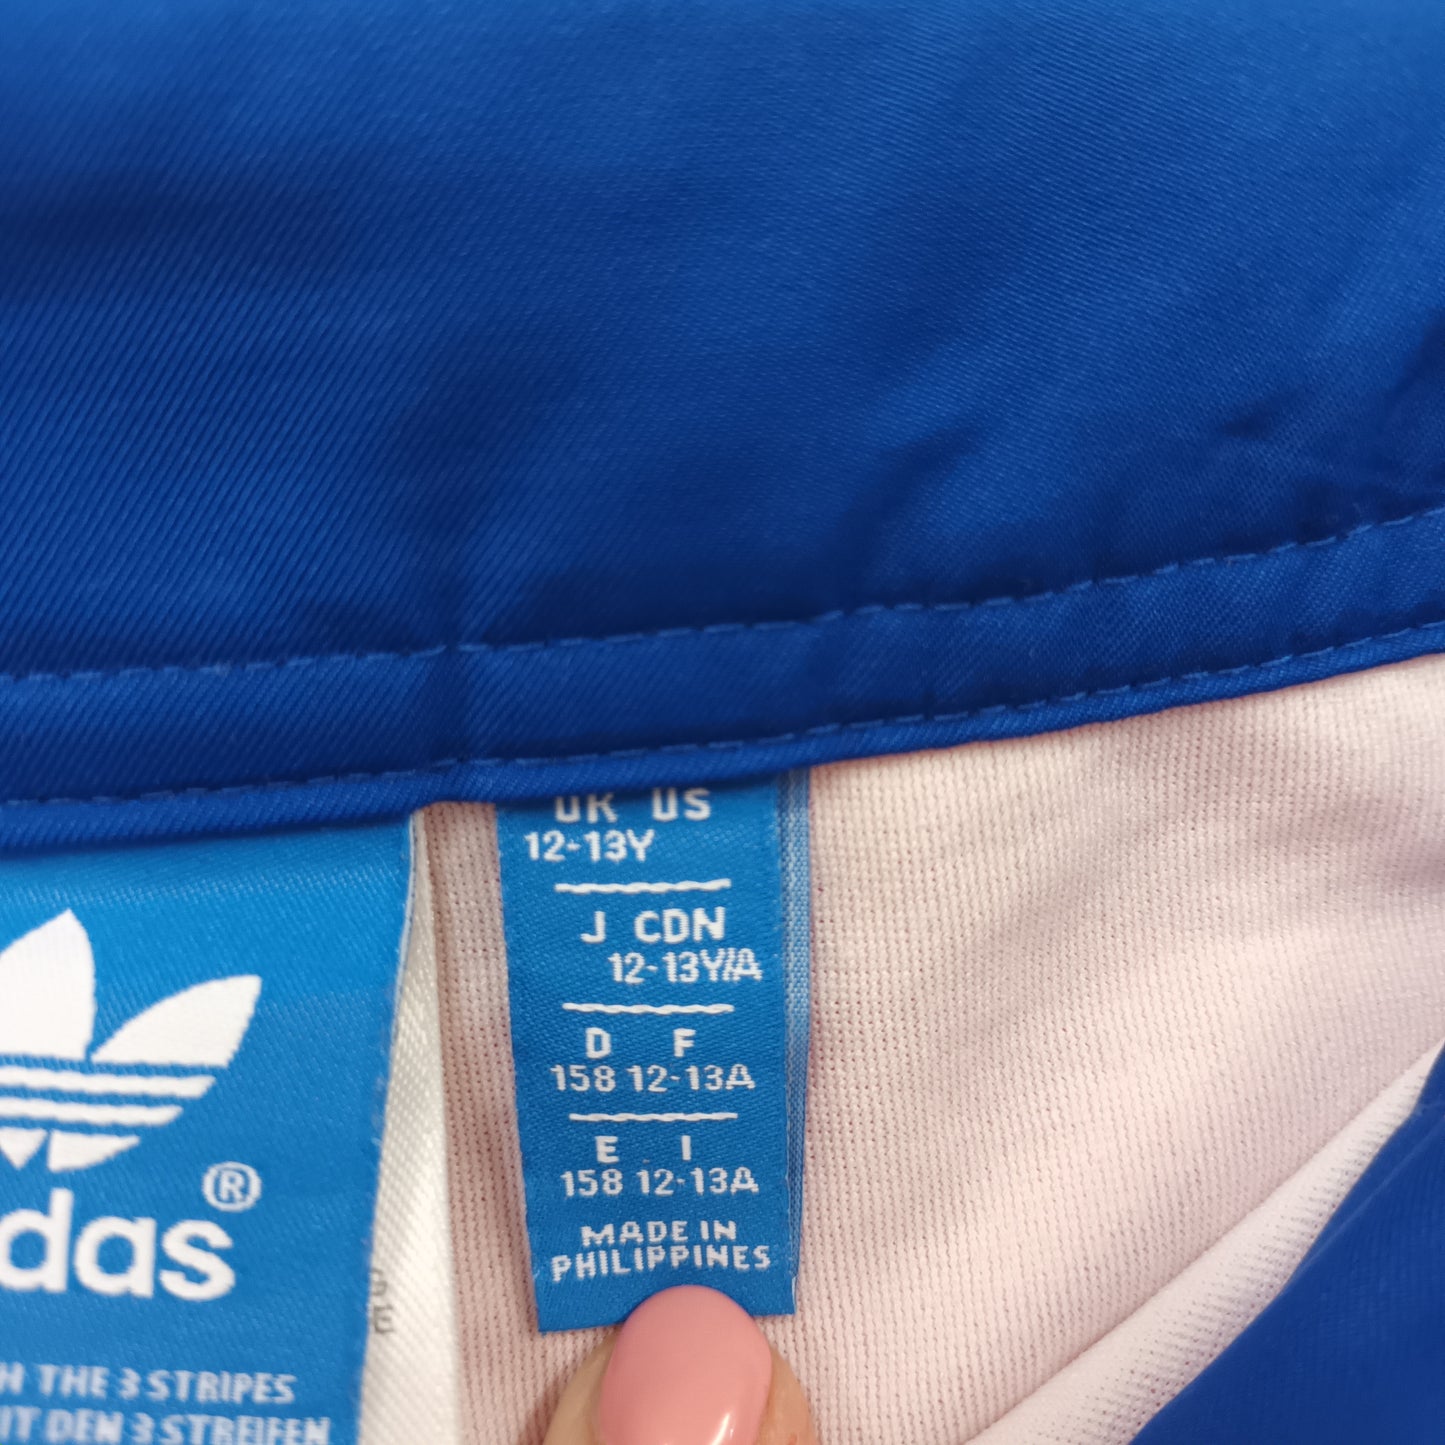 UK US
12-13Y
J CDN
12-13Y/A
D F
158 12-13A
E I
158 12-13A
MADE IN
PHILIPPINES
®
das
THE 3 STRIPES
DEN 3 STREIFEN